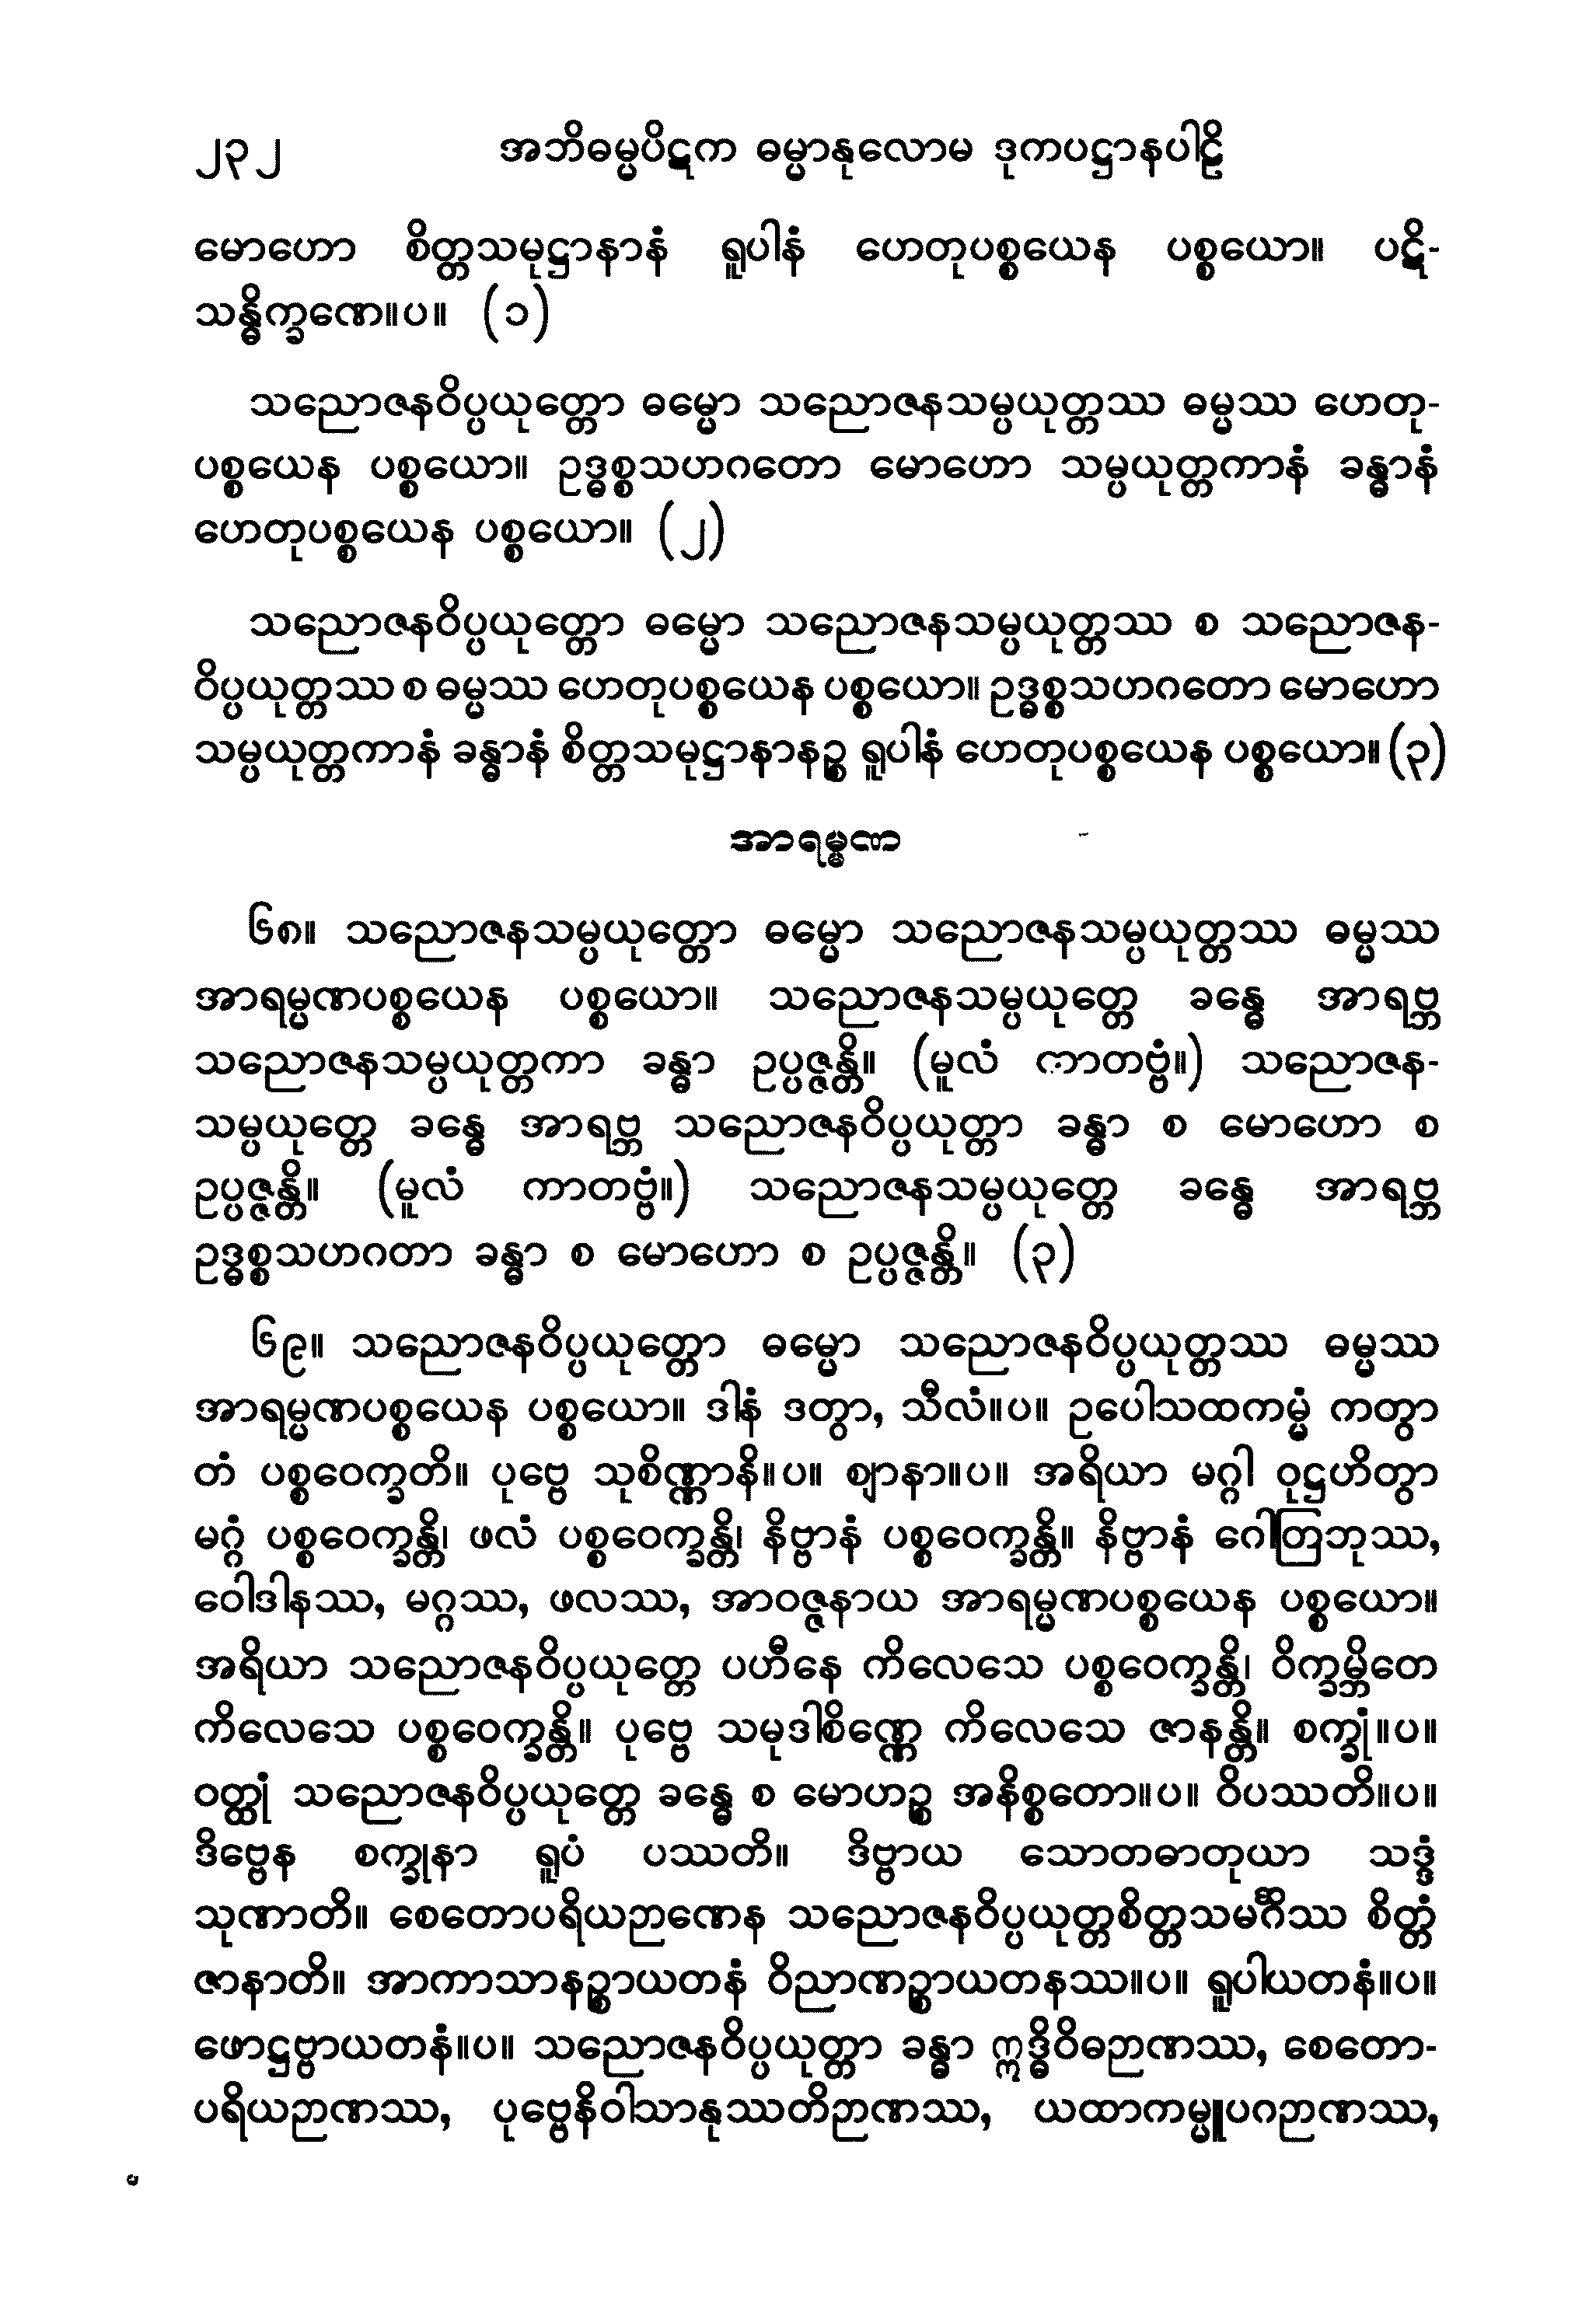 ၂၃၂ အဘိဓမ္မပိဋက ဓမ္မာနုလောမ ဒုကပဋ္ဌာနပါဠိ
မောဟော စိတ္တသမုဋ္ဌာနာနံ ရူပါနံ ဟေတုပစ္စယေန ပစ္စယော။ ပဋိ-
သန္ဓိက္ခဏေ။ပ။ (၁)
သညောဇနဝိပ္ပယုတ္တော ဓမ္မော သညောဇနသမ္ပယုတ္တဿ ဓမ္မဿ ဟေတု-
ပစ္စယေန ပစ္စယော။ ဥဒ္ဓစ္စသဟဂတော မောဟော သမ္ပယုတ္တကာနံ ခန္ဓာနံ
ဟေတုပစ္စယေန ပစ္စယော။ (၂)
သညောဇနဝိပ္ပယုတ္တော ဓမ္မော သညောဇနသမ္ပယုတ္တဿ စ သညောဇန-
ဝိပ္ပယုတ္တဿ စ ဓမ္မဿ ဟေတုပစ္စယေန ပစ္စယော။ ဥဒ္ဓစ္စသဟဂတော မောဟော
သမ္ပယုတ္တကာနံ ခန္ဓာနံ စိတ္တသမုဋ္ဌာနာနဉ္စ ရူပါနံ ဟေတုပစ္စယေန ပစ္စယော။ (၃)
အာရမ္မဏ
၆၈။ သညောဇနသမ္ပယုတ္တော ဓမ္မော သညောဇနသမ္ပယုတ္တဿ ဓမ္မဿ
အာရမ္မဏပစ္စယေန ပစ္စယော။ သညောဇနသမ္ပယုတ္တေ ခန္ဓေ အာရဗ္ဘ
သညောဇနသမ္ပယုတ္တကာ ခန္ဓာ ဥပ္ပဇ္ဇန္တိ။ (မူလံ ကာတဗ္ဗံ။) သညောဇန-
သမ္ပယုတ္တေ ခန္ဓေ အာရဗ္ဘ သညောဇနဝိပ္ပယုတ္တာ ခန္ဓာ စ မောဟော စ
ဥပ္ပဇ္ဇန္တိ။ (မူလံ ကာတဗ္ဗံ။) သညောဇနသမ္ပယုတ္တေ ခန္ဓေ အာရဗ္ဘ
ဥဒ္ဓစ္စသဟဂတာ ခန္ဓာ စ မောဟော စ ဥပ္ပဇ္ဇန္တိ။ (၃)
၆၉။ သညောဇနဝိပ္ပယုတ္တော ဓမ္မော သညောဇနဝိပ္ပယုတ္တဿ ဓမ္မဿ
အာရမ္မဏပစ္စယေန ပစ္စယော။ ဒါနံ ဒတွာ, သီလံ။ပ။ ဥပေါသထကမ္မံ ကတွာ
တံ ပစ္စဝေက္ခတိ။ ပုဗ္ဗေ သုစိဏ္ဏာနိ။ပ။ ဈာနာ။ပ။ အရိယာ မဂ္ဂါ ဝုဋ္ဌဟိတွာ
မဂ္ဂံ ပစ္စဝေက္ခန္တိ၊ ဖလံ ပစ္စဝေက္ခန္တိ၊ နိဗ္ဗာနံ ပစ္စဝေက္ခန္တိ။ နိဗ္ဗာနံ ဂေါတြဘုဿ,
ဝေါဒါနဿ, မဂ္ဂဿ, ဖလဿ, အာဝဇ္ဇနာယ အာရမ္မဏပစ္စယေန ပစ္စယော။
အရိယာ သညောဇနဝိပ္ပယုတ္တေ ပဟီနေ ကိလေသေ ပစ္စဝေက္ခန္တိ၊ ဝိက္ခမ္ဘိတေ
ကိလေသေ ပစ္စဝေက္ခန္တိ။ ပုဗ္ဗေ သမုဒါစိဏ္ဏေ ကိလေသေ ဇာနန္တိ။ စက္ခုံ။ပ။
ဝတ္ထုံ သညောဇနဝိပ္ပယုတ္တေ ခန္ဓေ စ မောဟဉ္စ အနိစ္စတော။ပ။ ဝိပဿတိ။ပ။
ဒိဗ္ဗေန စက္ခုနာ ရူပံ ပဿတိ။ ဒိဗ္ဗာယ သောတဓာတုယာ သဒ္ဒံ
သုဏာတိ။ စေတောပရိယဉာဏေန သညောဇနဝိပ္ပယုတ္တစိတ္တသမင်္ဂိဿ စိတ္တံ
ဇာနာတိ။ အာကာသာနဉ္စာယတနံ ဝိညာဏဉ္စာယတနဿ။ပ။ ရူပါယတနံ။ပ။
ဖောဋ္ဌဗ္ဗာယတနံ။ပ။ သညောဇနဝိပ္ပယုတ္တာ ခန္ဓာ ဣဒ္ဓိဝိဓဉာဏဿ, စေတော-
ပရိယဉာဏဿ, ပုဗ္ဗေနိဝါသာနုဿတိဉာဏဿ, ယထာကမ္မူပဂဉာဏဿ,